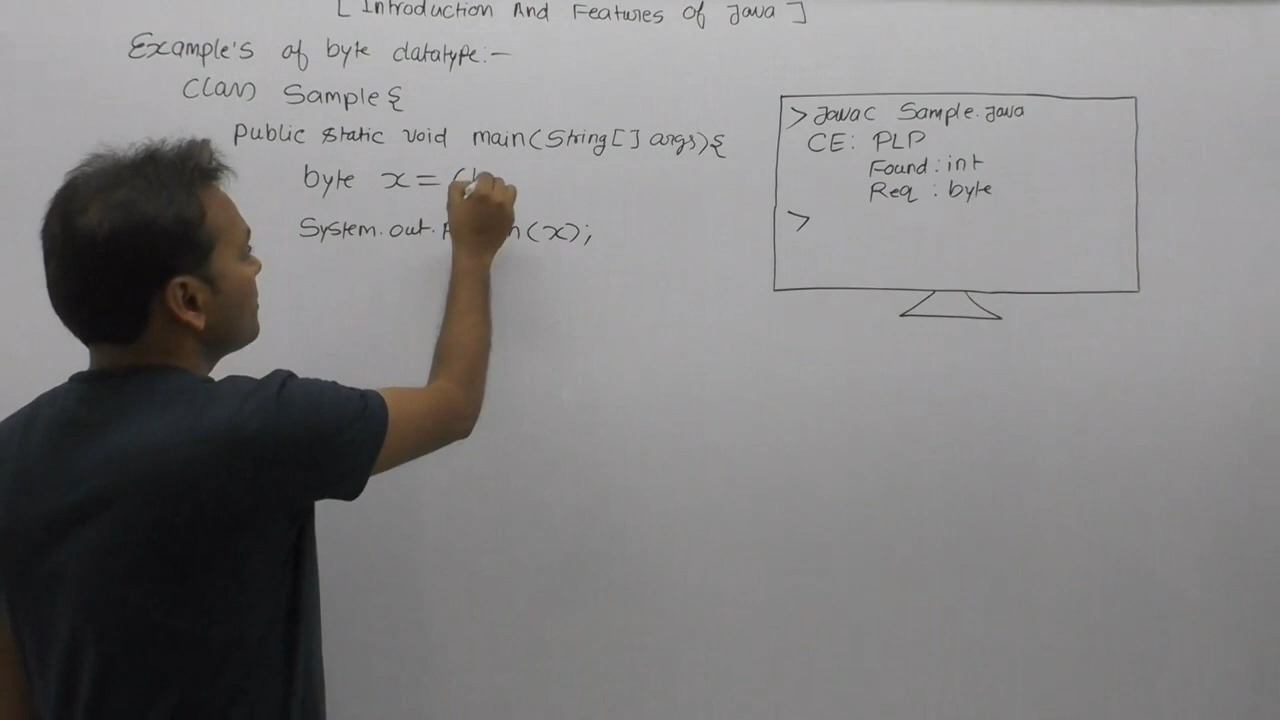 [ Introduction And Features Of Java ]
Example's of byte datatype:-
Class Sample{
public static void main(String[] args){
byte x = (
System.out. (x);
> Javac Sample.java
CE: PLP
Found : int
Req : byte
>